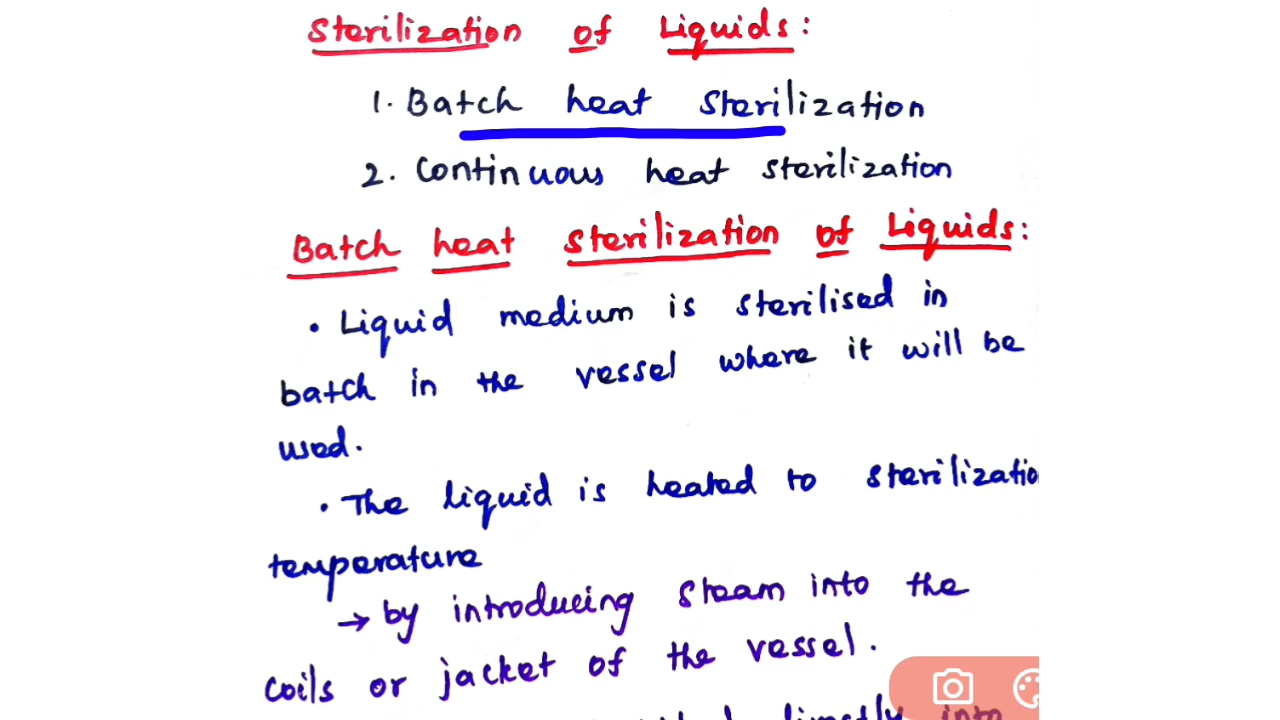 Sterilization of Liquids:
1. Batch heat sterilization
2. Continuous heat sterilization
Batch heat sterilization of Liquids:
• Liquid medium is sterilised in
batch in the vessel where it will be
used.
• The liquid is heated to sterilizatio
temperature
→ by introducing steam into the
coils or jacket of the vessel.
directly into